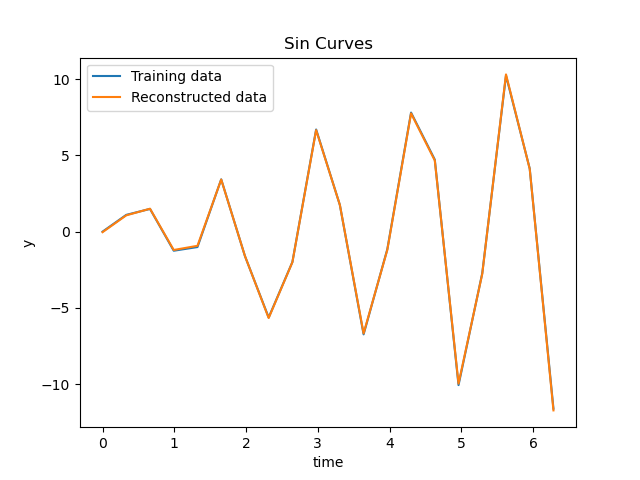 Sin Curves
Training data
Reconstructed data
10
5
0
−5
−10
y
0 1 2 3 4 5 6
time